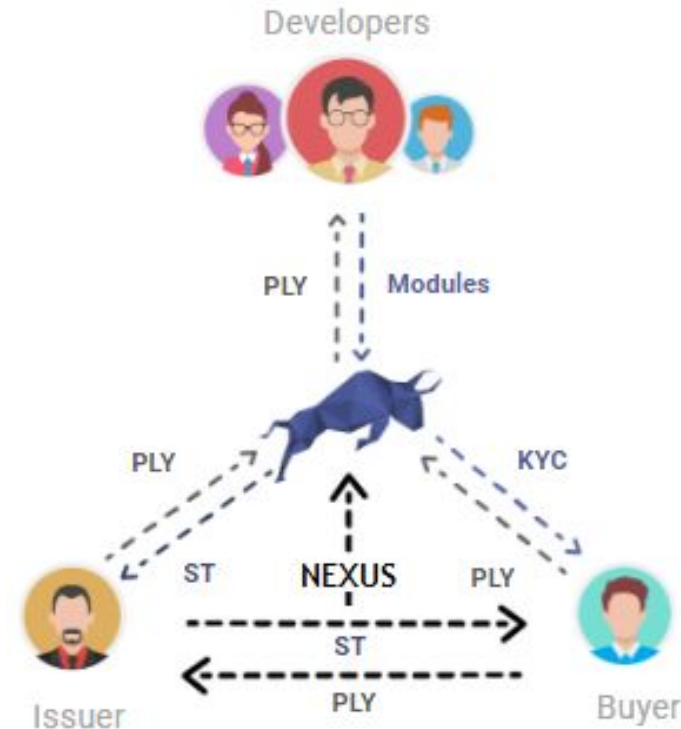 Developers
PLY
Modules
PLY
KYC
ST
NEXUS
PLY
ST
PLY
Issuer
Buyer